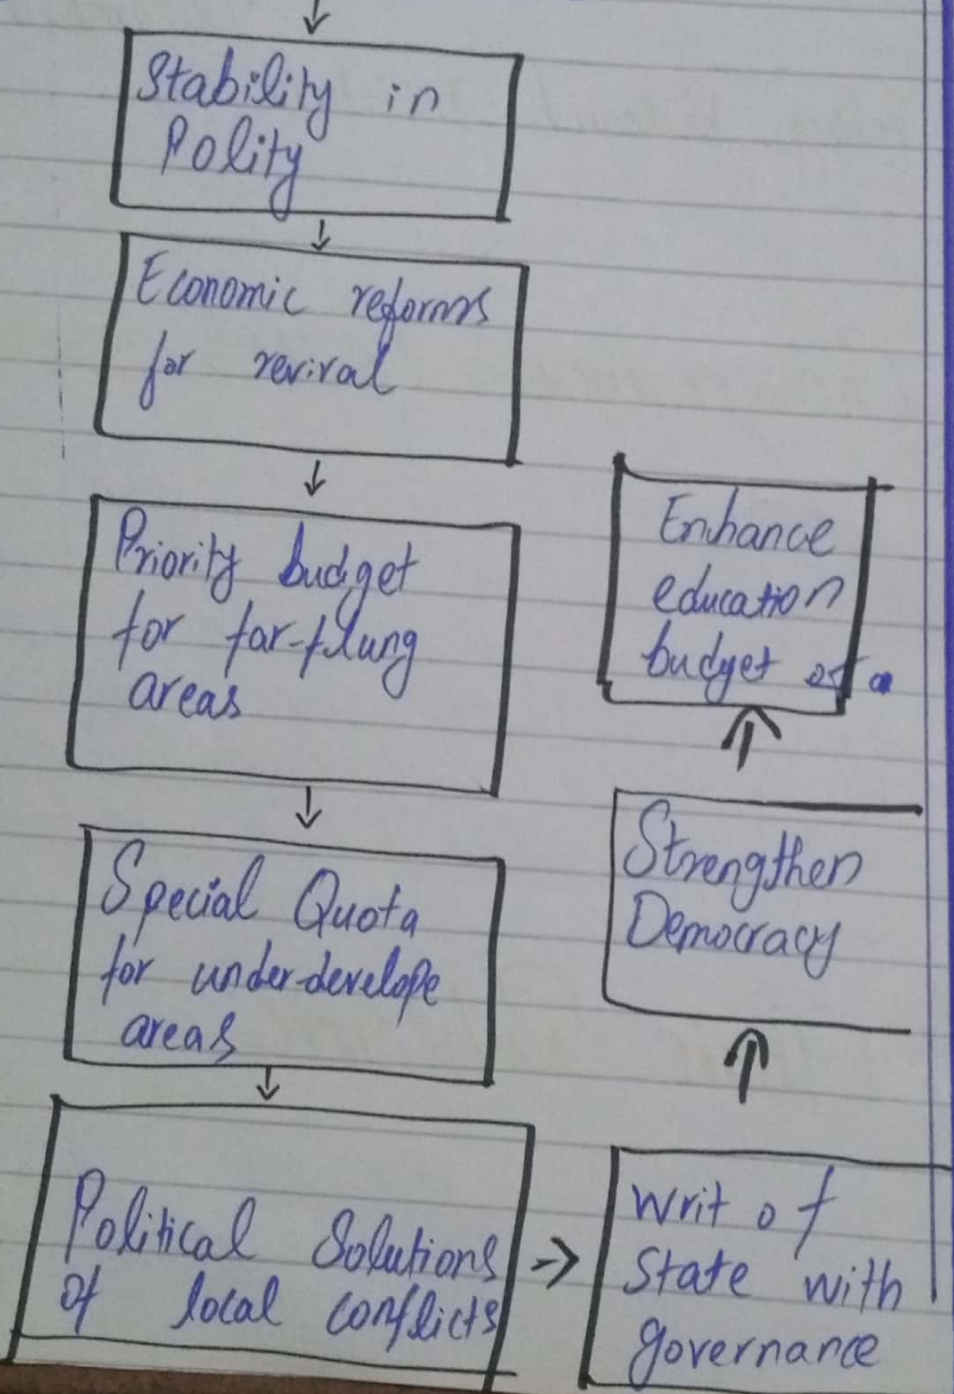 Stability in
Polity
Economic reforms
for revival
Priority budget
for far-flung
areas
Special Quota
for under-develope
areas
Political Solutions
of local conflicts
Writ of
State with
governance
Strengthen
Democracy
Enhance
education
budget